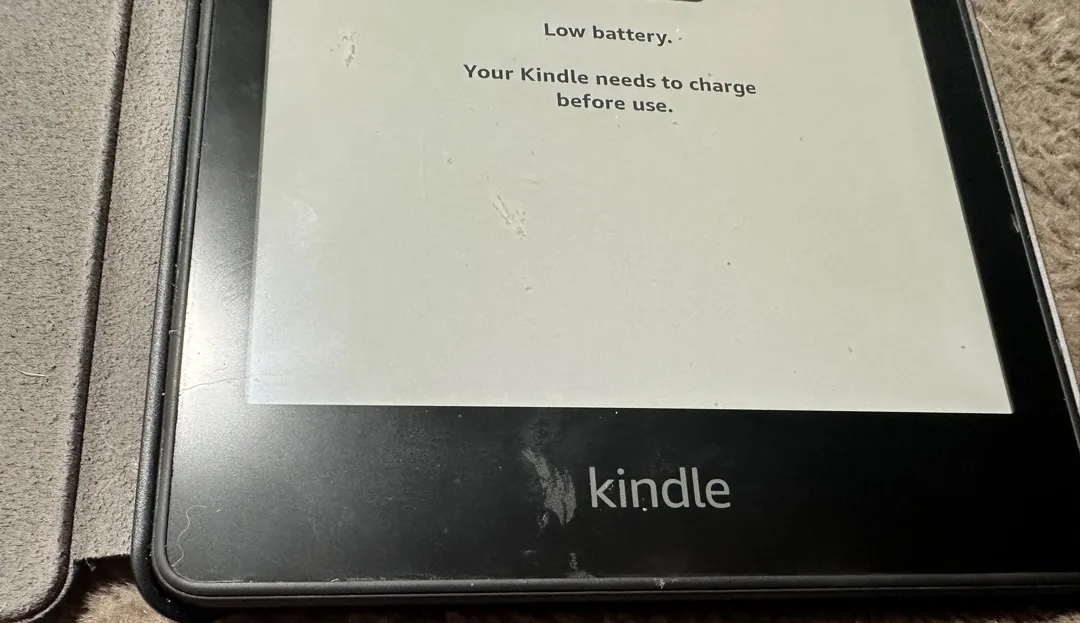 Low battery.
Your Kindle needs to charge
before use.
kindle